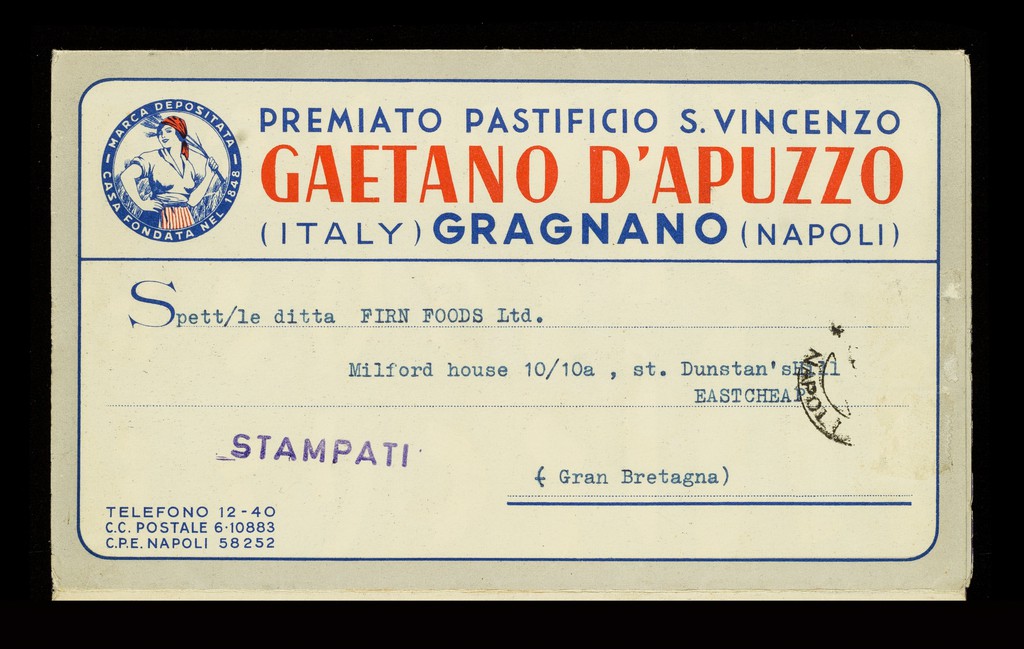 MARCA DEPOSITATA
CASA FONDATA NEL 1848
PREMIATO PASTIFICIO S. VINCENZO
GAETANO D'APUZZO
(ITALY) GRAGNANO (NAPOLI)
Spett/le ditta FIRN FOODS Ltd.
Milford house 10/10a , st. Dunstan'sHill
EASTCHEAP
NAPOLI
STAMPATI
( Gran Bretagna)
TELEFONO 12-40
C.C. POSTALE 6-10883
C.P.E. NAPOLI 58252